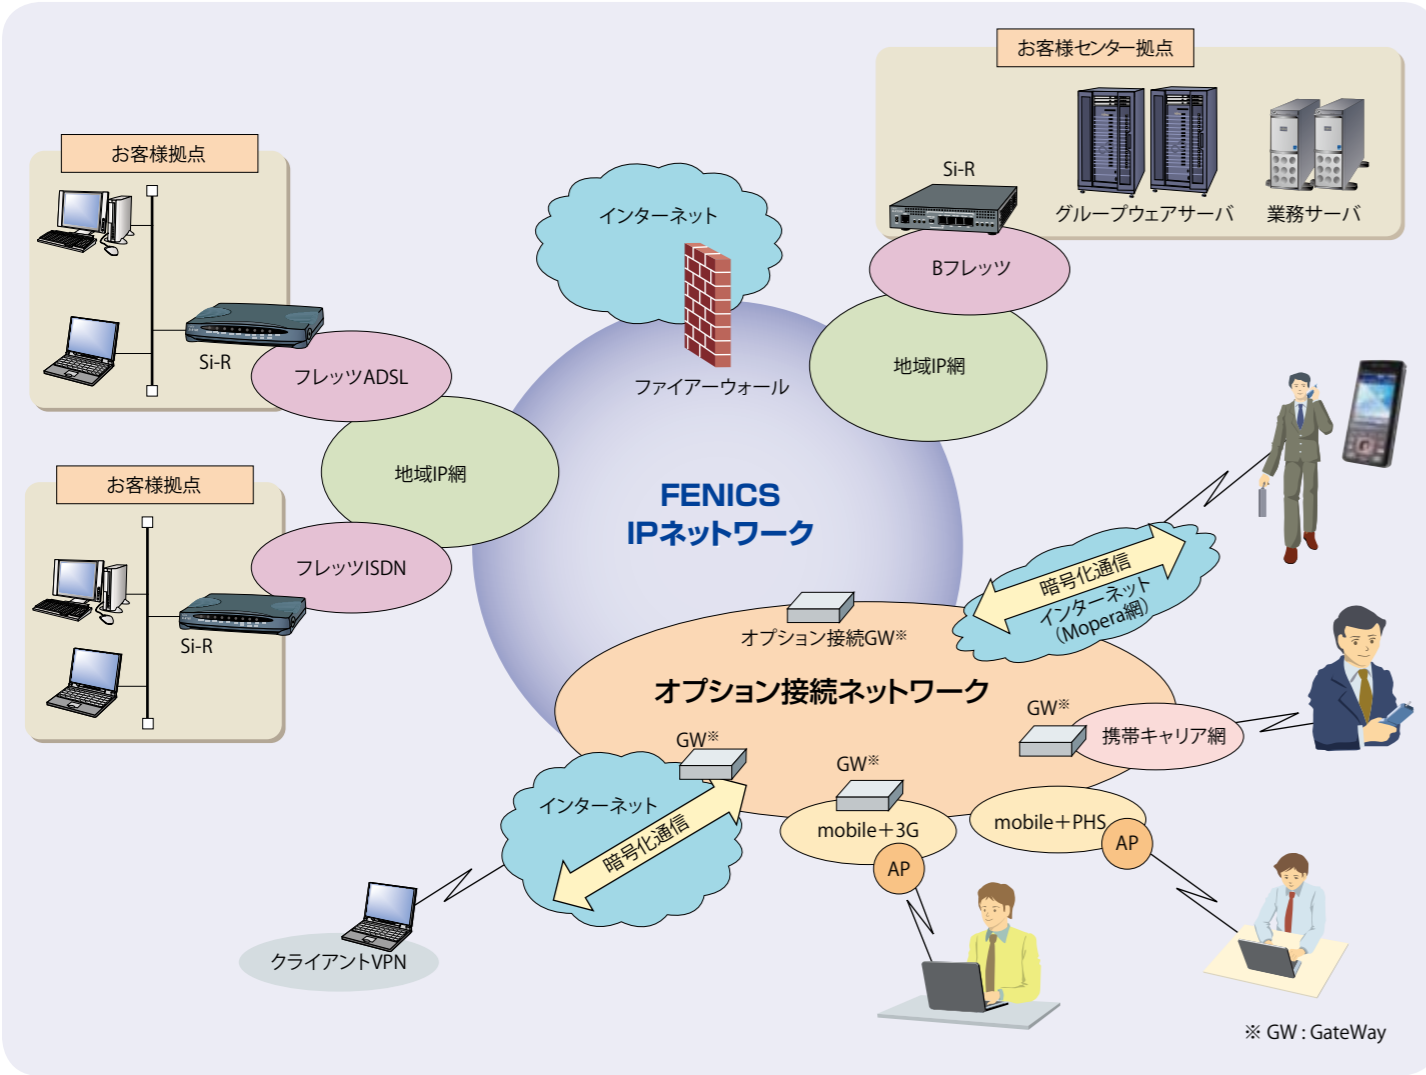 お客様センター拠点
Si-R
グループウェアサーバ
業務サーバ
Bフレッツ
地域IP網
お客様拠点
Si-R
フレッツADSL
地域IP網
お客様拠点
Si-R
フレッツISDN
インターネット
ファイアーウォール
FENICS
IPネットワーク
暗号化通信
インターネット
（Mopera網）
オプション接続GW※
オプション接続ネットワーク
GW※
携帯キャリア網
GW※
インターネット
暗号化通信
GW※
mobile＋3G
AP
mobile＋PHS
AP
クライアントVPN
※ GW : GateWay